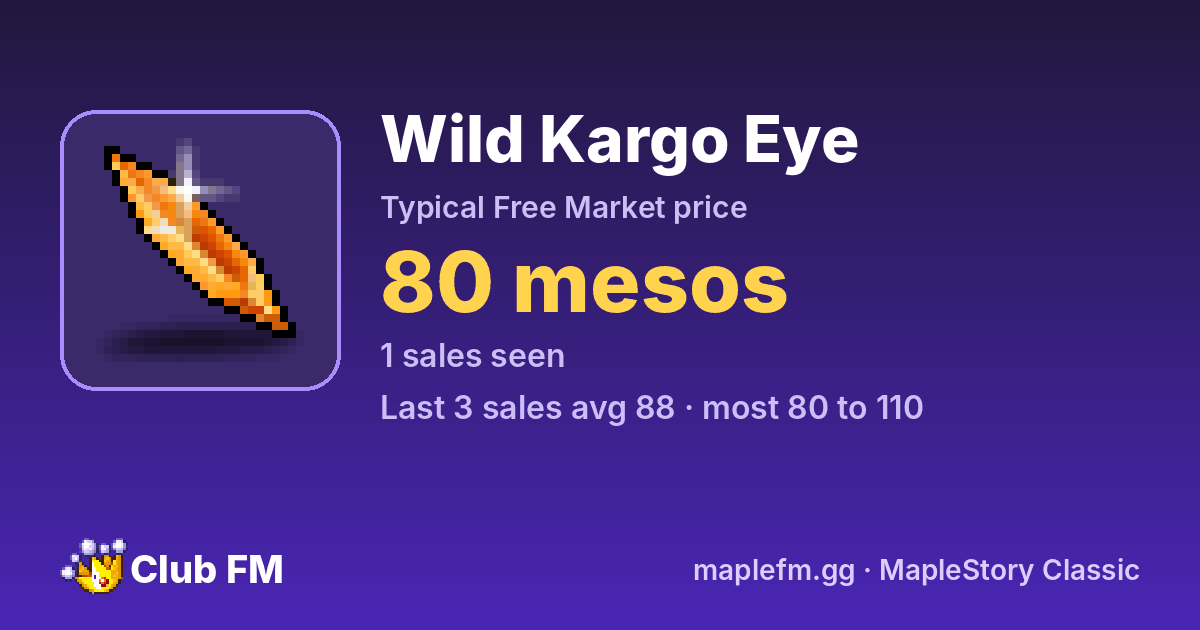 Wild Kargo Eye
Typical Free Market price
80 mesos
1 sales seen
Last 3 sales avg 88 · most 80 to 110
Club FM
maplefm.gg · MapleStory Classic